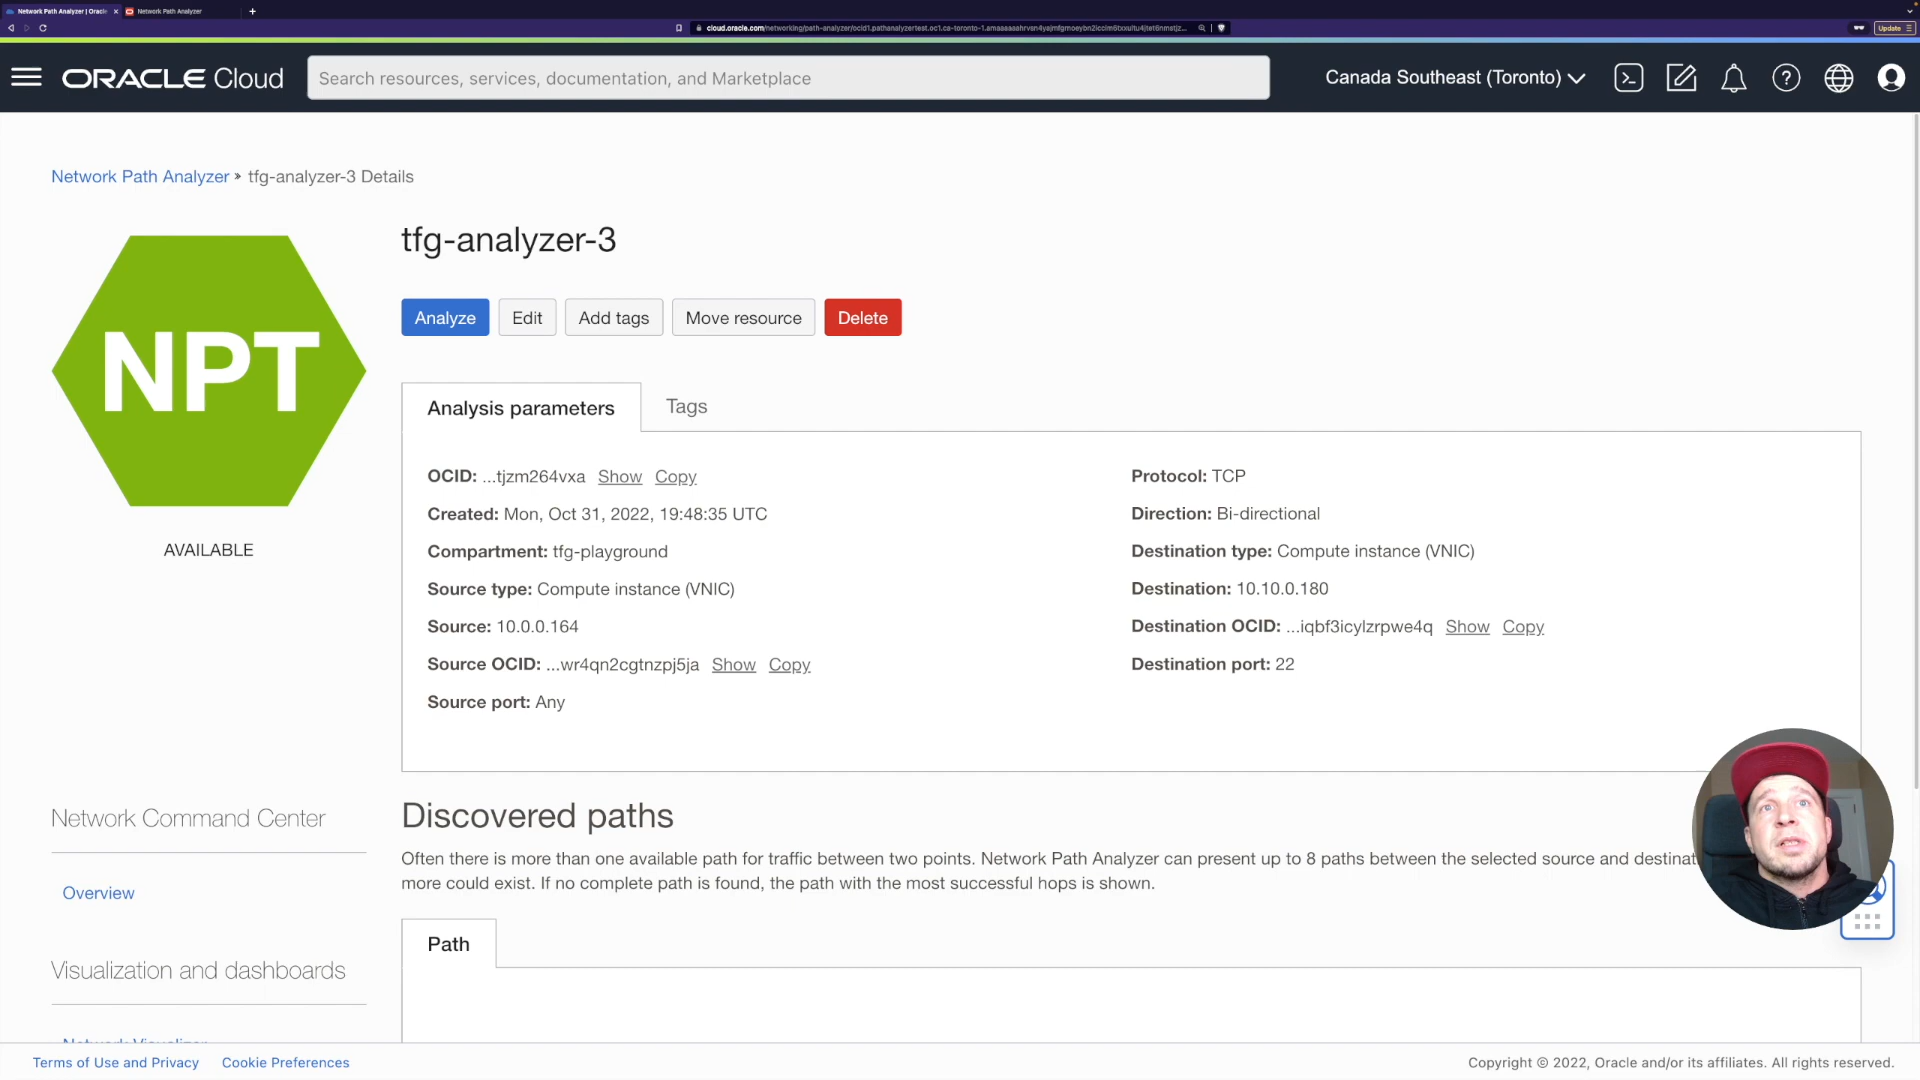 Network Path Analyzer | Oracle
Network Path Analyzer
Update
ORACLE Cloud
Search resources, services, documentation, and Marketplace
Canada Southeast (Toronto)
Network Path Analyzer » tfg-analyzer-3 Details
NPT
AVAILABLE
tfg-analyzer-3
Analyze
Edit
Add tags
Move resource
Delete
Analysis parameters
Tags
OCID: ...tjzm264vxa Show Copy
Created: Mon, Oct 31, 2022, 19:48:35 UTC
Compartment: tfg-playground
Source type: Compute instance (VNIC)
Source: 10.0.0.164
Source OCID: ...wr4qn2cgtnzpj5ja Show Copy
Source port: Any
Protocol: TCP
Direction: Bi-directional
Destination type: Compute instance (VNIC)
Destination: 10.10.0.180
Destination OCID: ...iqbf3icylzrpwe4q Show Copy
Destination port: 22
Network Command Center
Overview
Visualization and dashboards
Discovered paths
Often there is more than one available path for traffic between two points. Network Path Analyzer can present up to 8 paths between the selected source and destinat
more could exist. If no complete path is found, the path with the most successful hops is shown.
Path
Terms of Use and Privacy
Cookie Preferences
Copyright © 2022, Oracle and/or its affiliates. All rights reserved.